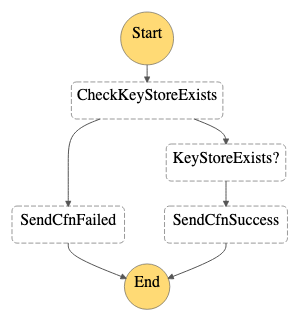 Start
CheckKeyStoreExists
KeyStoreExists?
SendCfnFailed
SendCfnSuccess
End